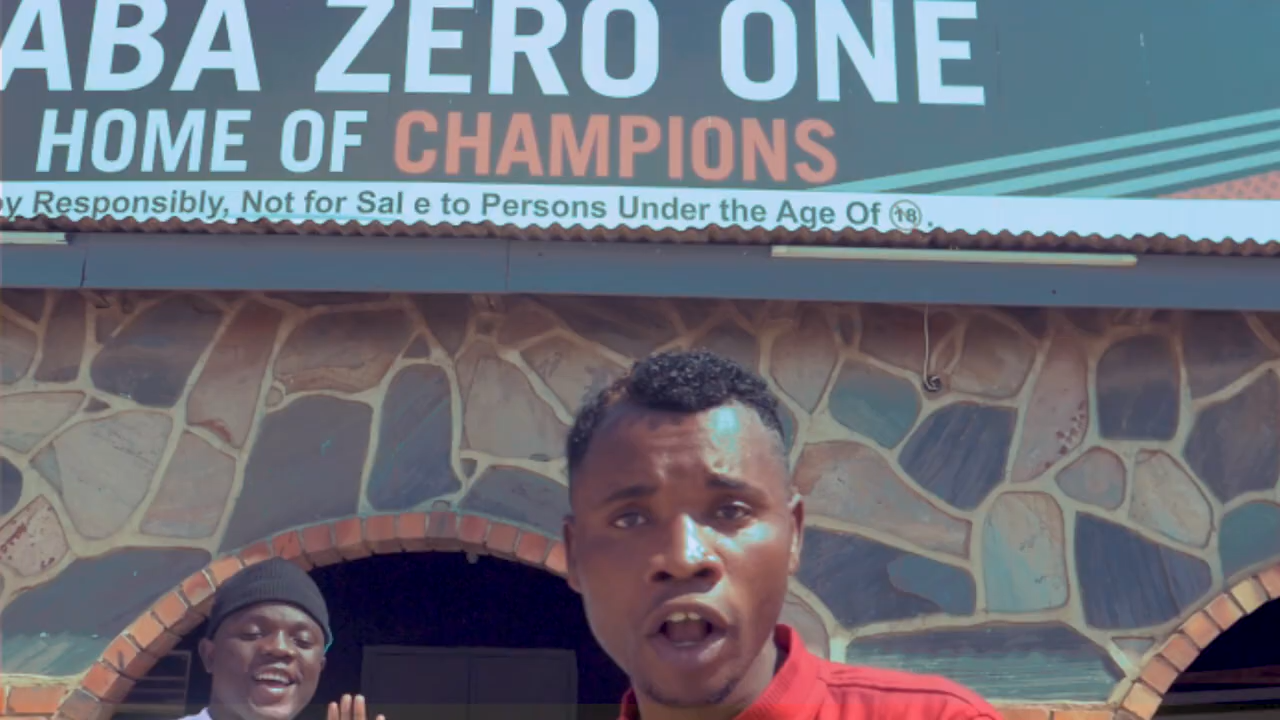 ABA ZERO ONE
HOME OF CHAMPIONS
y Responsibly, Not for Sal e to Persons Under the Age Of 18.